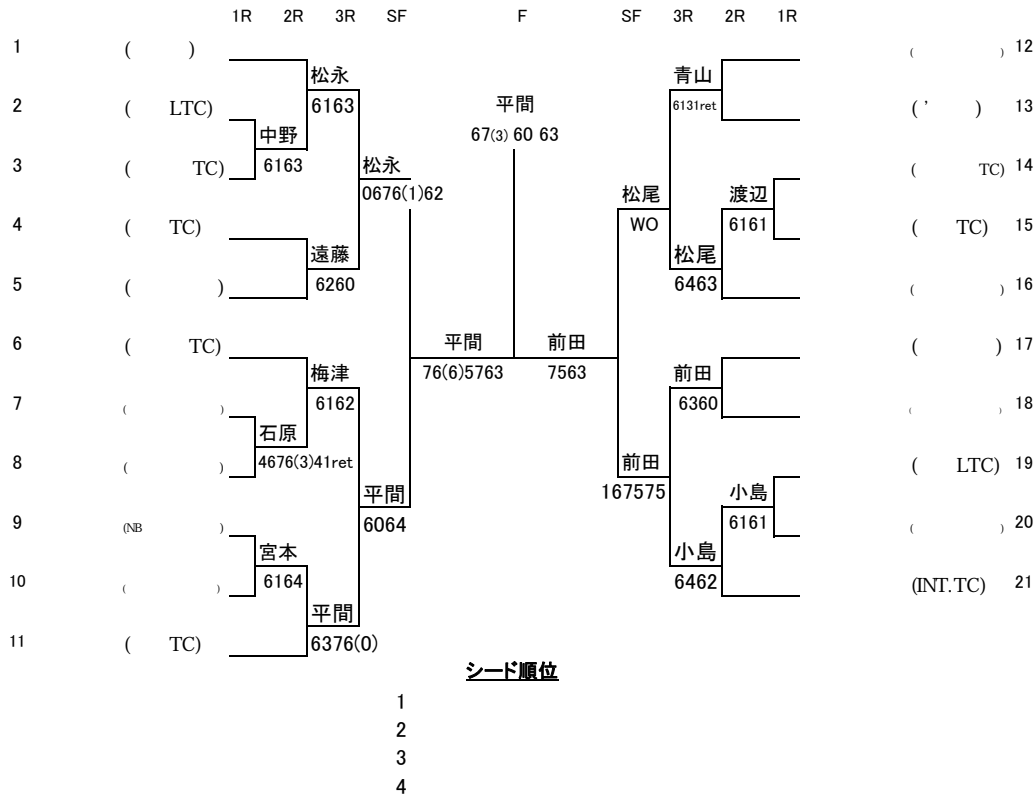 1R 2R 3R SF F SF 3R 2R 1R
1 ( )
2 ( LTC)
3 ( TC)
4 ( TC)
5 ( )
6 ( TC)
7 ( )
8 ( )
9 (NB )
10 ( )
11 ( TC)
中野
6163
石原
4676(3)41ret
宮本
6164
松永
6163
遠藤
6260
梅津
6162
平間
6376(0)
松永
0676(1)62
平間
6064
平間
76(6)5763
平間
67(3) 60 63
前田
7563
松尾
WO
前田
167575
青山
6131ret
松尾
6463
前田
6360
小島
6462
渡辺
6161
小島
6161
( ) 12
( ' ) 13
( TC) 14
( TC) 15
( ) 16
( ) 17
( ) 18
( LTC) 19
( ) 20
(INT.TC) 21
シード順位
1
2
3
4